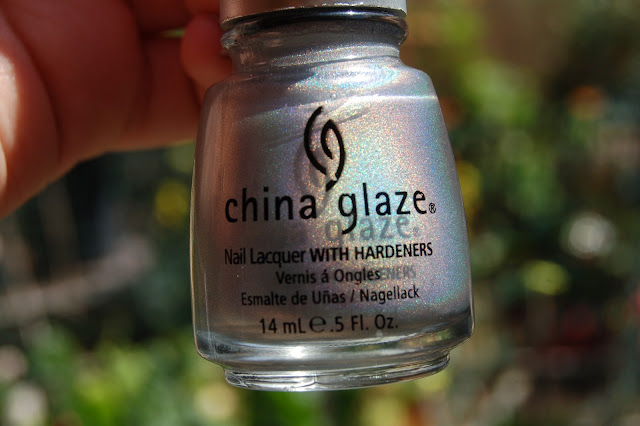 china glaze®
Nail Lacquer WITH HARDENERS
Vernis á Ongles
Esmalte de Uñas / Nagellack
14 mL ℮ .5 Fl. Oz.